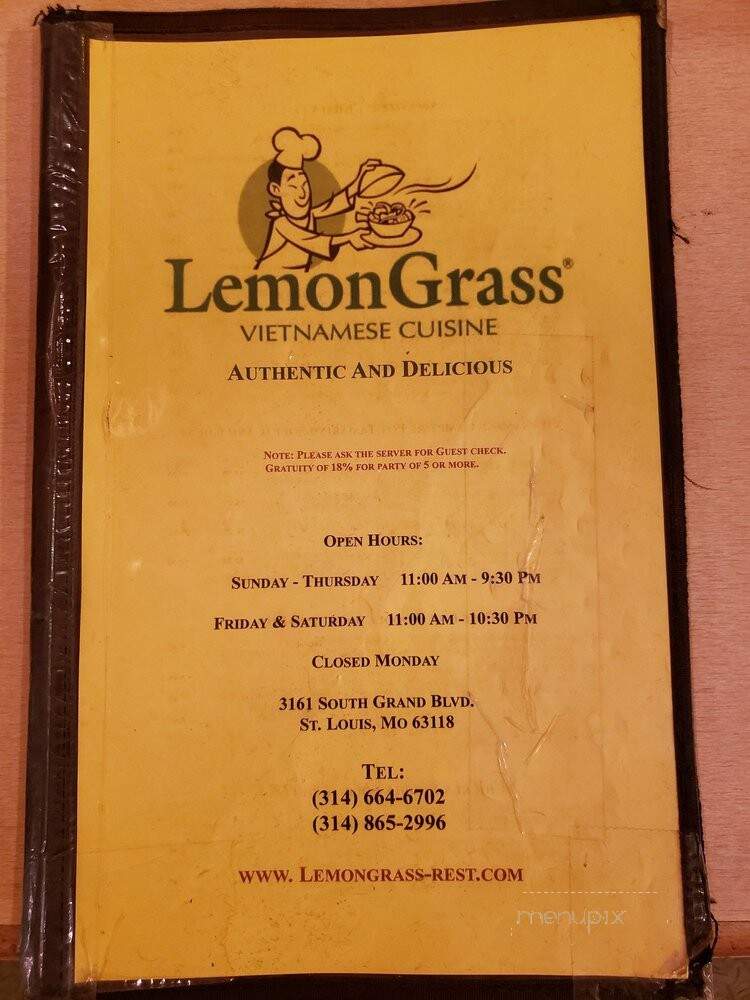 LemonGrass®
VIETNAMESE CUISINE
AUTHENTIC AND DELICIOUS
NOTE: PLEASE ASK THE SERVER FOR GUEST CHECK.
GRATUITY OF 18% FOR PARTY OF 5 OR MORE.
OPEN HOURS:
SUNDAY - THURSDAY 11:00 AM - 9:30 PM
FRIDAY & SATURDAY 11:00 AM - 10:30 PM
CLOSED MONDAY
3161 SOUTH GRAND BLVD.
ST. LOUIS, MO 63118
TEL:
(314) 664-6702
(314) 865-2996
WWW. LEMONGRASS-REST.COM
menupix